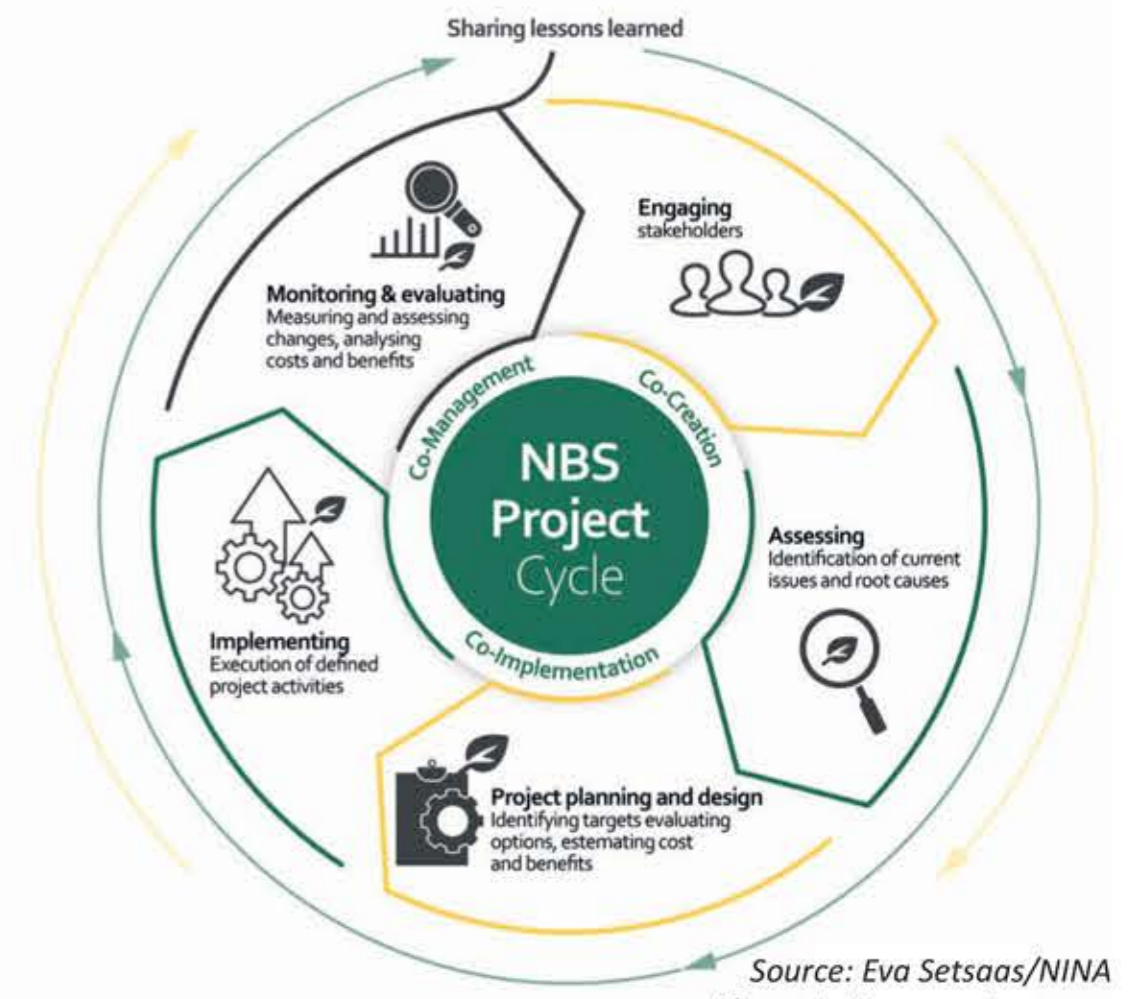 Sharing lessons learned
Engaging
stakeholders
Monitoring & evaluating
Measuring and assessing
changes, analysing
costs and benefits
Co-Management
Co-Creation
NBS
Project
Cycle
Assessing
Identification of current
issues and root causes
Implementing
Execution of defined
project activities
Co-Implementation
Project planning and design
Identifying targets evaluating
options, estemating cost
and benefits
Source: Eva Setsaas/NINA